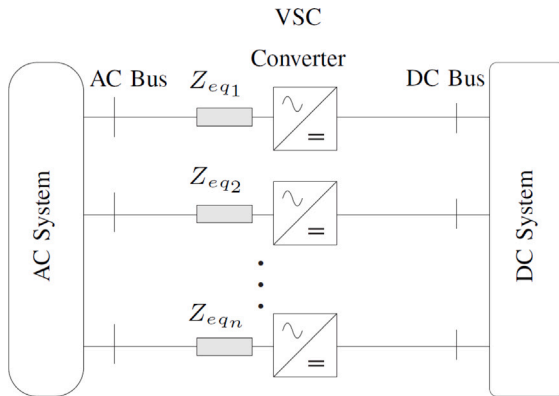 VSC
Converter
AC Bus
Z_{eq_1}
DC Bus
Z_{eq_2}
Z_{eq_n}
AC System
DC System